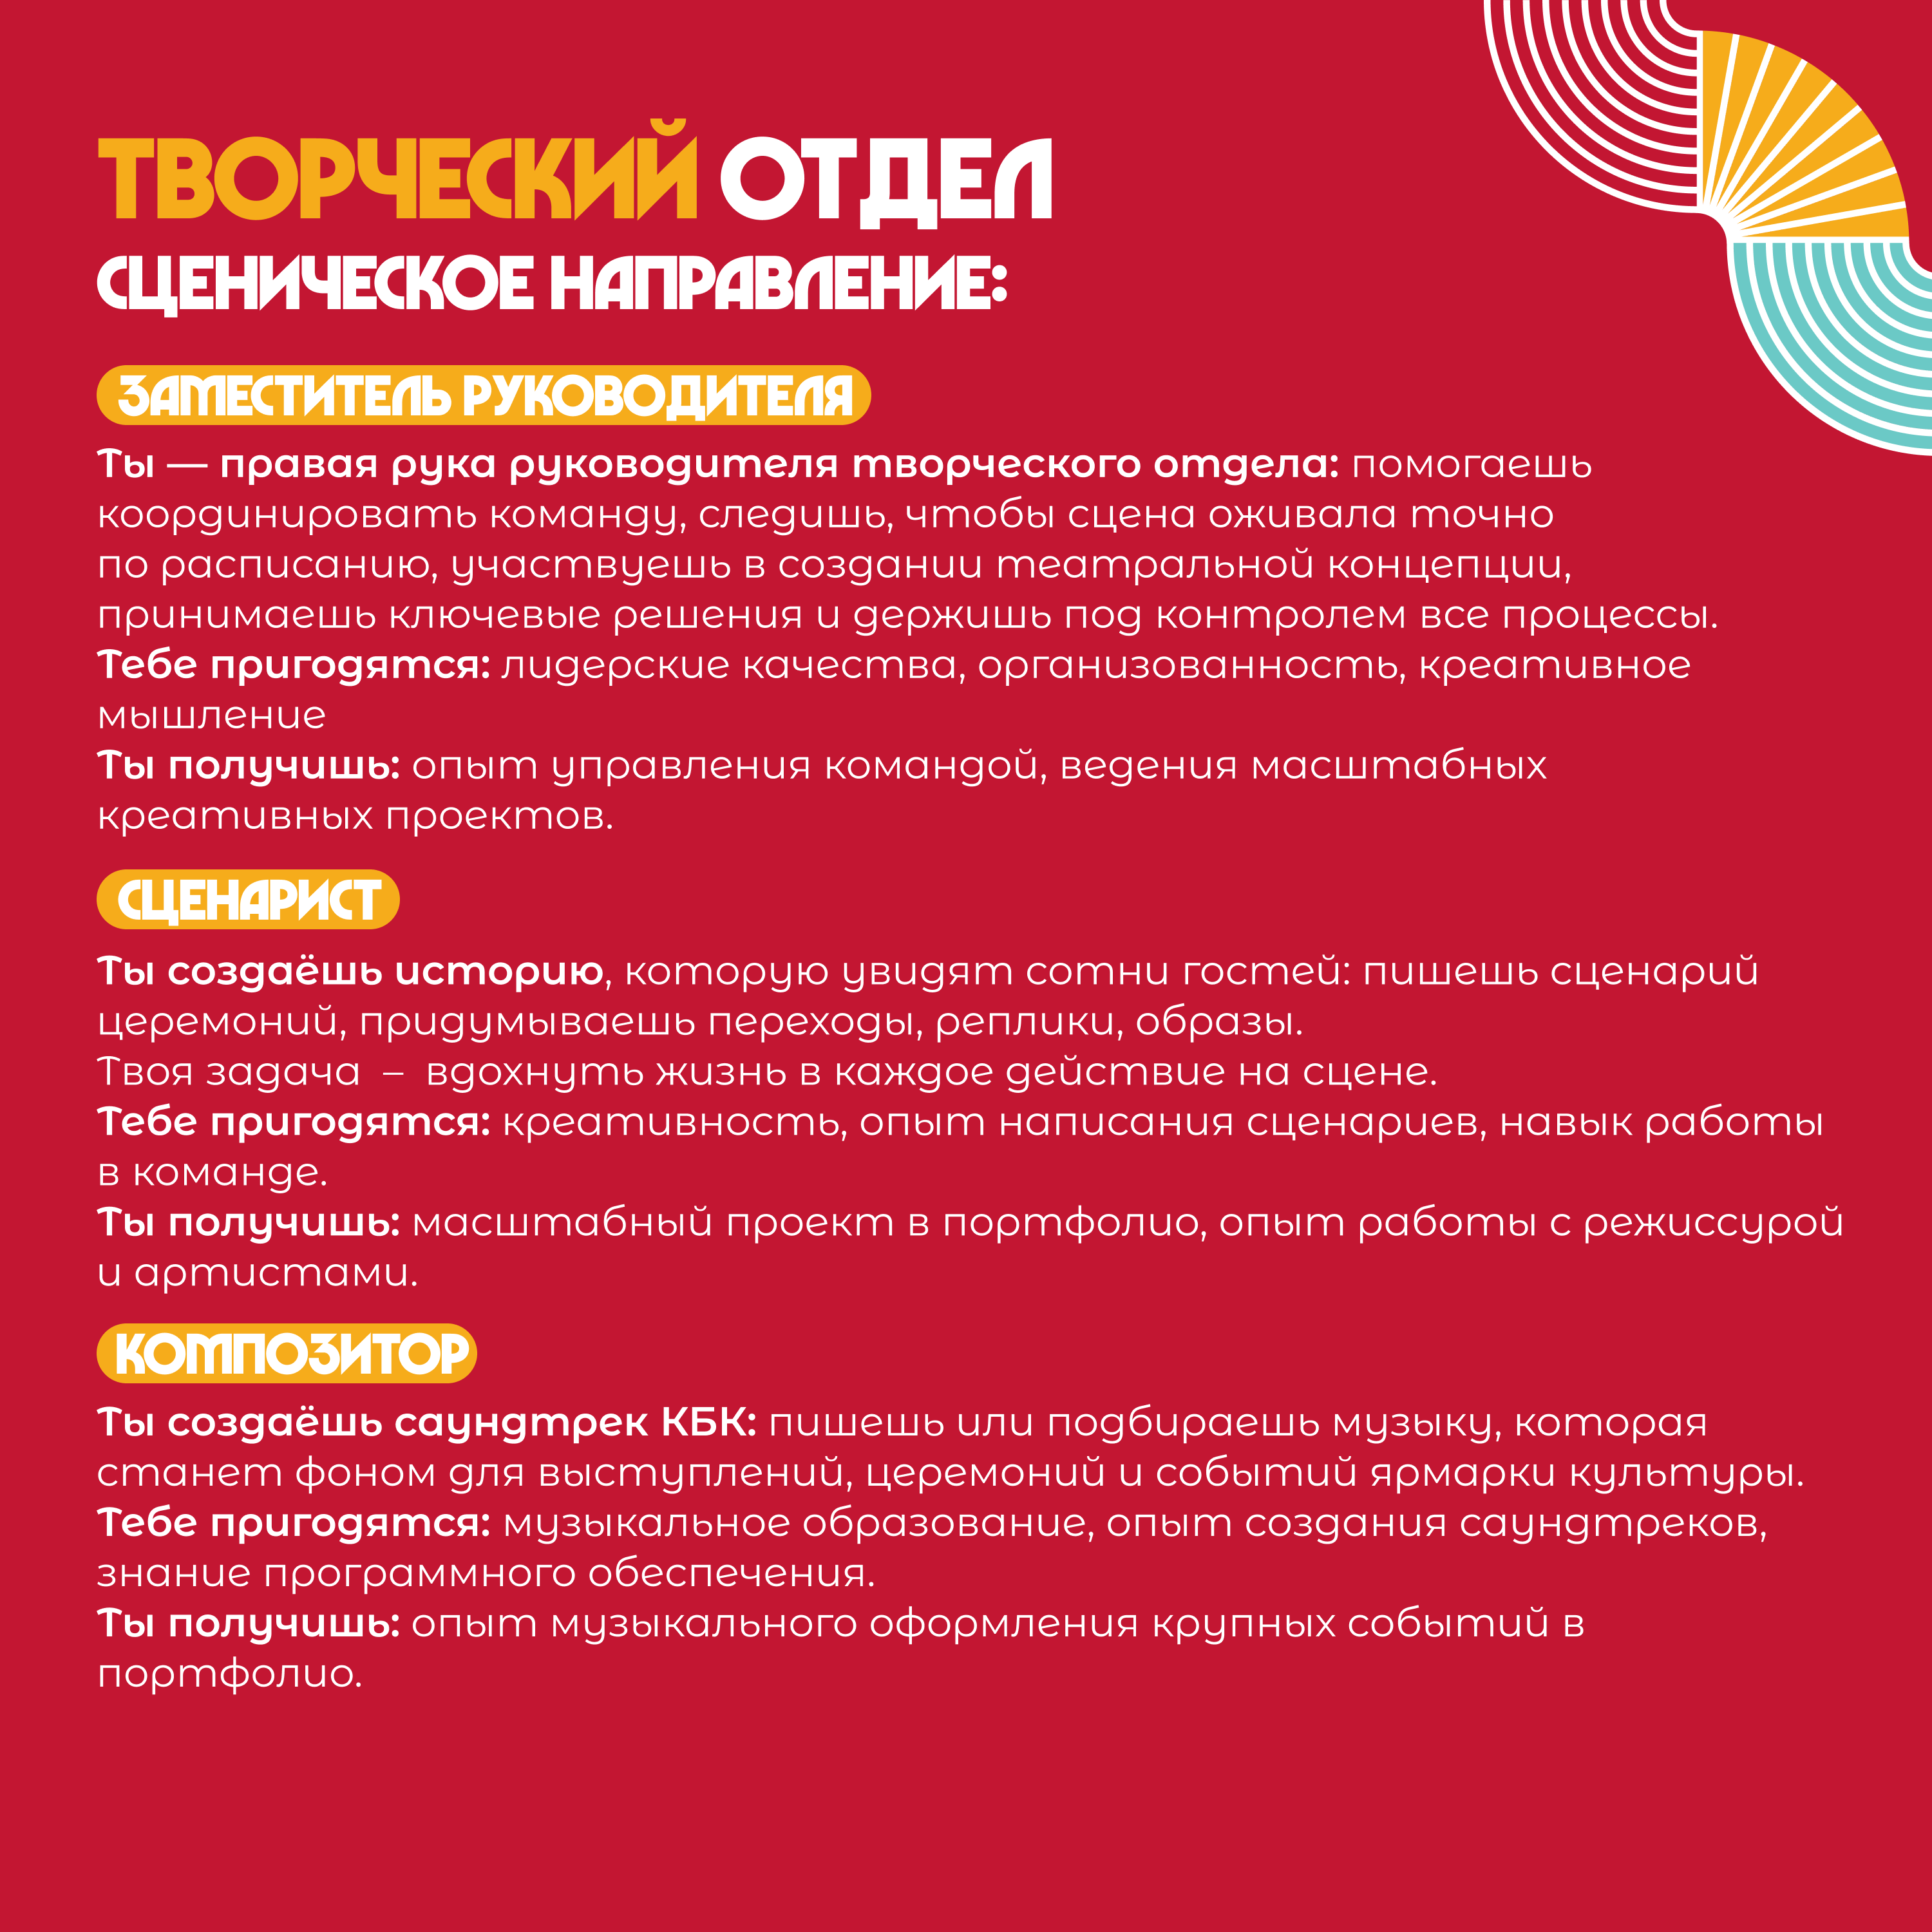 ТВОРЧЕСКИЙ ОТДЕЛ
СЦЕНИЧЕСКОЕ НАПРАВЛЕНИЕ:
ЗАМЕСТИТЕЛЬ РУКОВОДИТЕЛЯ
Ты — правая рука руководителя творческого отдела: помогаешь
координировать команду, следишь, чтобы сцена оживала точно
по расписанию, участвуешь в создании театральной концепции,
принимаешь ключевые решения и держишь под контролем все процессы.
Тебе пригодятся: лидерские качества, организованность, креативное
мышление
Ты получишь: опыт управления командой, ведения масштабных
креативных проектов.
СЦЕНАРИСТ
Ты создаёшь историю, которую увидят сотни гостей: пишешь сценарий
церемоний, придумываешь переходы, реплики, образы.
Твоя задача – вдохнуть жизнь в каждое действие на сцене.
Тебе пригодятся: креативность, опыт написания сценариев, навык работы
в команде.
Ты получишь: масштабный проект в портфолио, опыт работы с режиссурой
и артистами.
КОМПОЗИТОР
Ты создаёшь саундтрек КБК: пишешь или подбираешь музыку, которая
станет фоном для выступлений, церемоний и событий ярмарки культуры.
Тебе пригодятся: музыкальное образование, опыт создания саундтреков,
знание программного обеспечения.
Ты получишь: опыт музыкального оформления крупных событий в
портфолио.